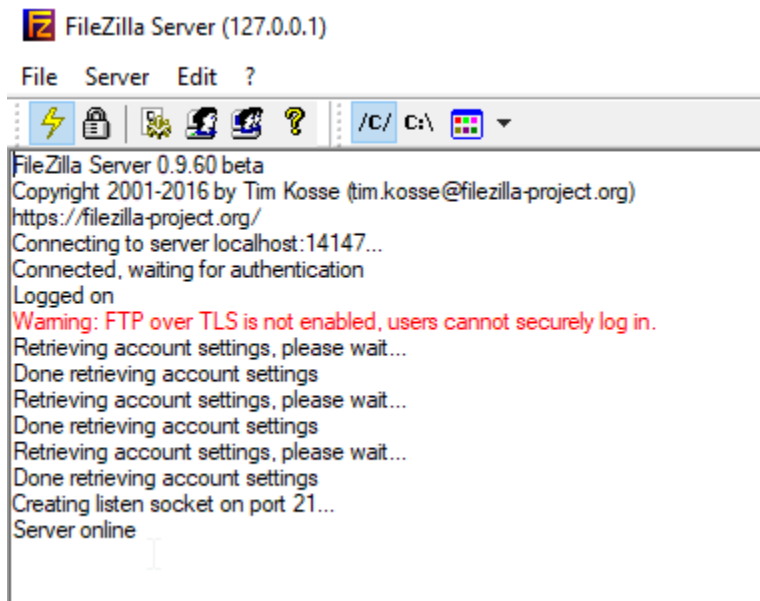 FileZilla Server (127.0.0.1)
File Server Edit ?
/C/ C:\
FileZilla Server 0.9.60 beta
Copyright 2001-2016 by Tim Kosse (tim.kosse@filezilla-project.org)
https://filezilla-project.org/
Connecting to server localhost:14147...
Connected, waiting for authentication
Logged on
Warning: FTP over TLS is not enabled, users cannot securely log in.
Retrieving account settings, please wait...
Done retrieving account settings
Retrieving account settings, please wait...
Done retrieving account settings
Retrieving account settings, please wait...
Done retrieving account settings
Creating listen socket on port 21...
Server online